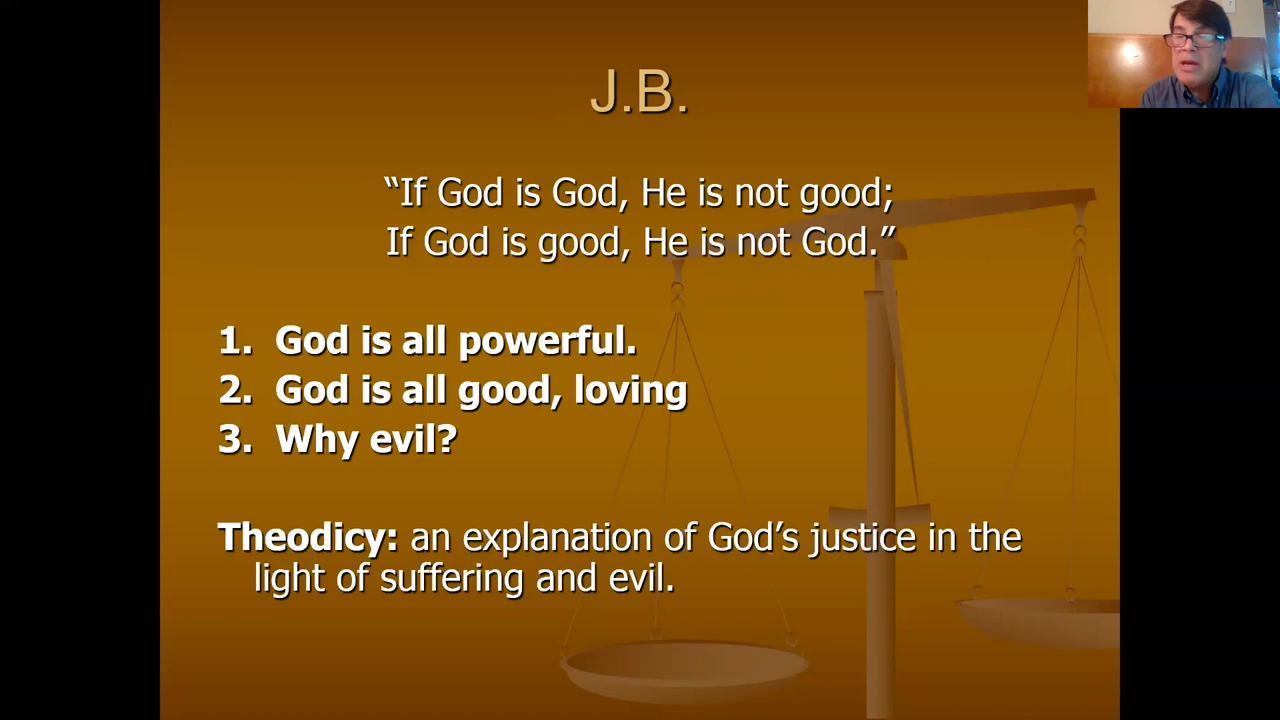 J.B.
“If God is God, He is not good;
If God is good, He is not God.”
1. God is all powerful.
2. God is all good, loving
3. Why evil?
Theodicy: an explanation of God’s justice in the
light of suffering and evil.